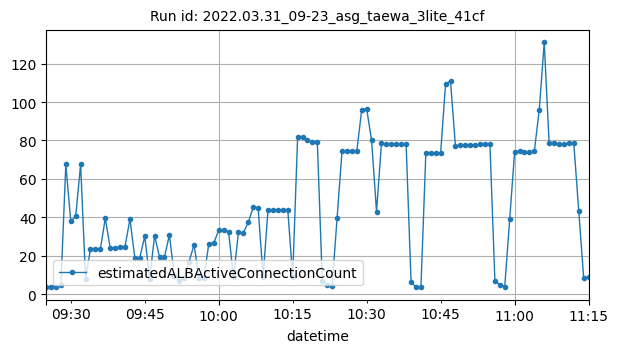 Run id: 2022.03.31_09-23_asg_taewa_3lite_41cf
120
100
80
60
40
20
0
estimatedALBActiveConnectionCount
09:30 09:45 10:00 10:15 10:30 10:45 11:00 11:15
datetime